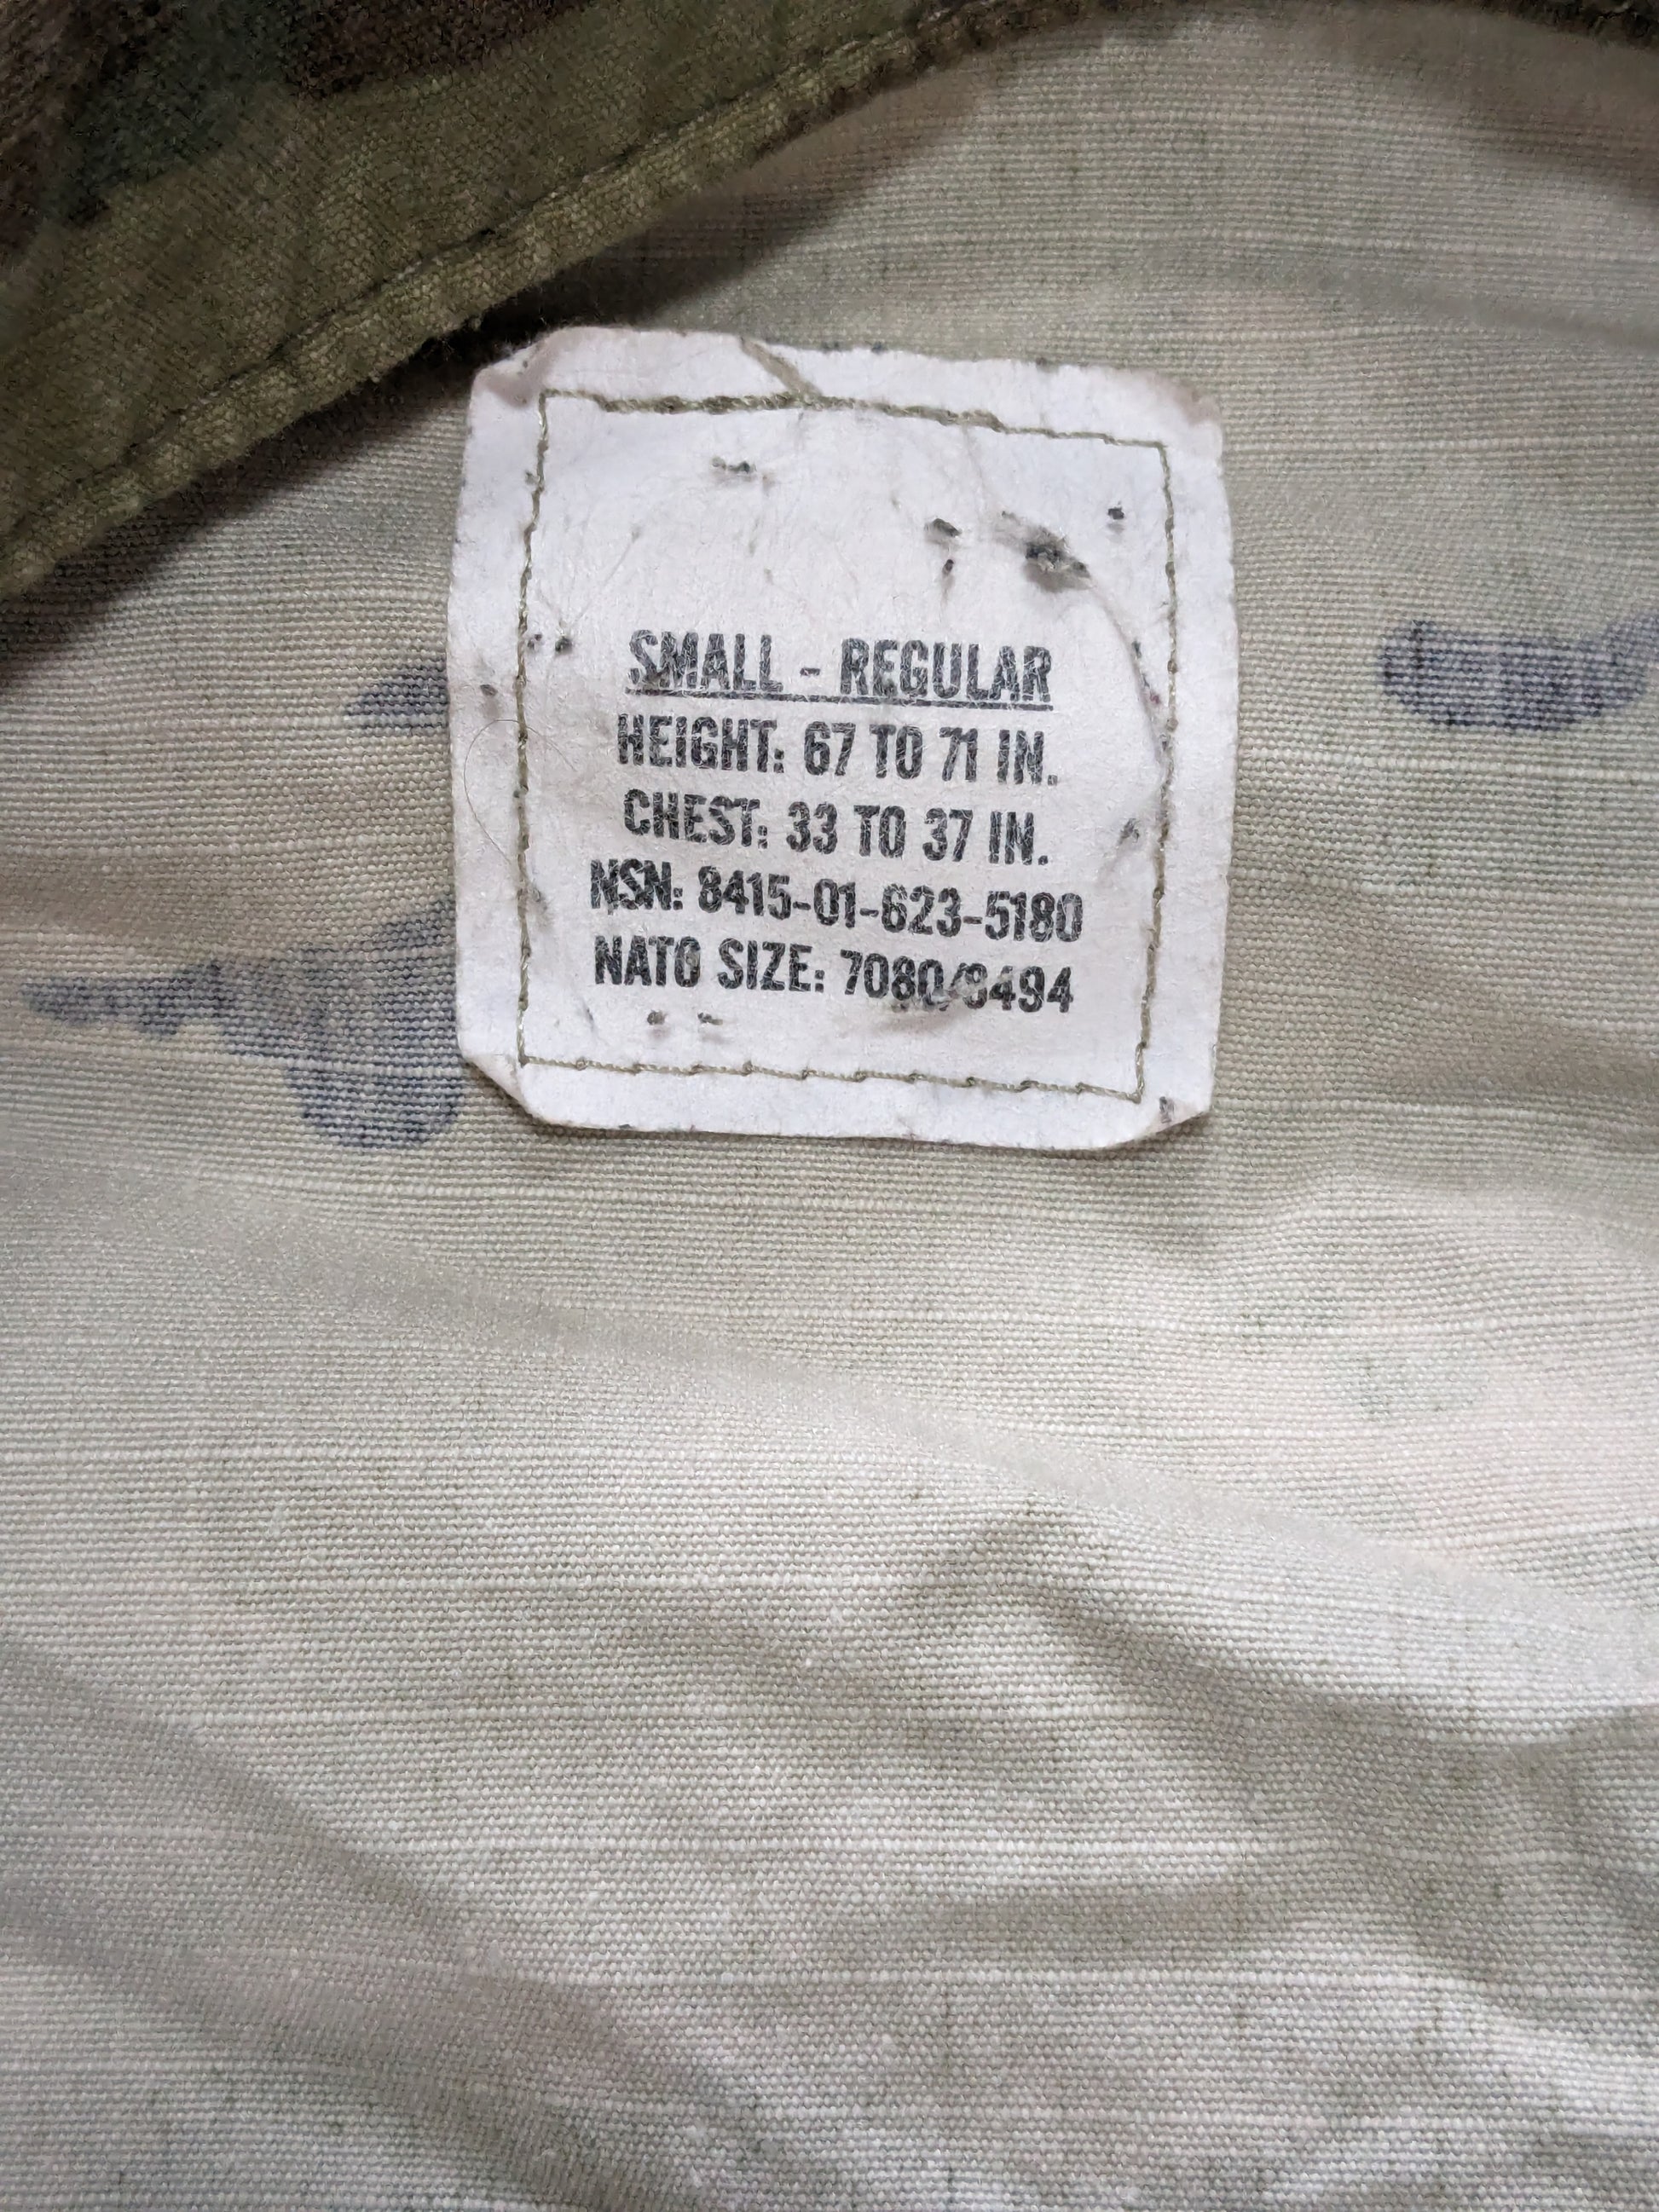 SMALL - REGULAR
HEIGHT: 67 TO 71 IN.
CHEST: 33 TO 37 IN.
NSN: 8415-01-623-5180
NATO SIZE: 7080/8494